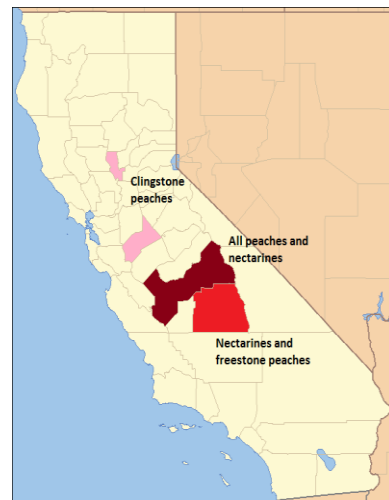 Clingstone
peaches
All peaches and
nectarines
Nectarines and
freestone peaches